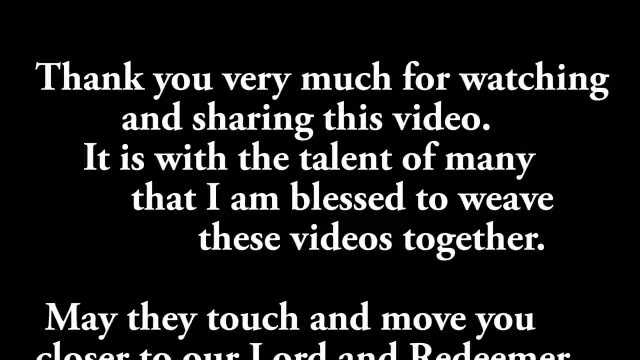 Thank you very much for watching
and sharing this video.
It is with the talent of many
that I am blessed to weave
these videos together.
May they touch and move you
closer to our Lord and Redeemer